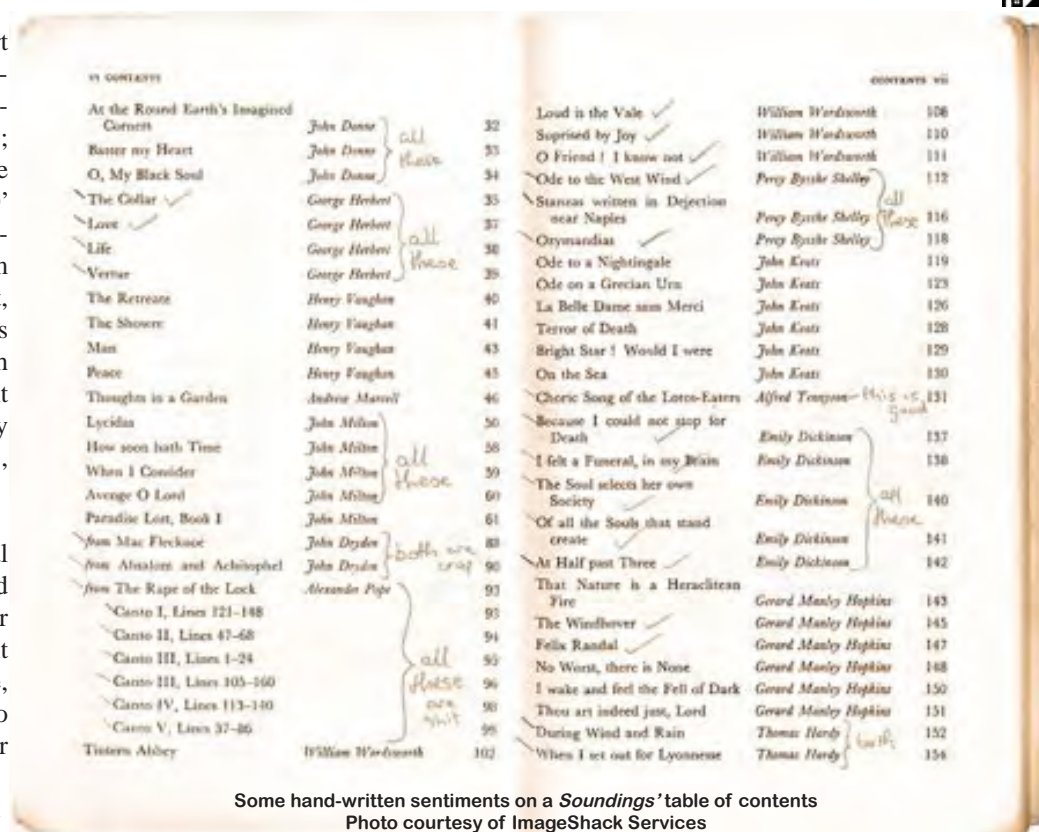 vi CONTENTS
At the Round Earth's Imagined
Corners John Donne 32
Batter my Heart John Donne 33
O, My Black Soul John Donne 34
all
these
The Collar George Herbert 35
Love George Herbert 37
Life George Herbert 38
Vertue George Herbert 39
all
these
The Retreate Henry Vaughan 40
The Showre Henry Vaughan 41
Man Henry Vaughan 43
Peace Henry Vaughan 45
Thoughts in a Garden Andrew Marvell 46
Lycidas John Milton 50
How soon hath Time John Milton 58
When I Consider John Milton 59
Avenge O Lord John Milton 60
all
these
Paradise Lost, Book I John Milton 61
from Mac Flecknoe John Dryden 88
from Absalom and Achitophel John Dryden 90
both are
crap
from The Rape of the Lock Alexander Pope 93
Canto I, Lines 121-148 93
Canto II, Lines 47-68 94
Canto III, Lines 1-24 95
Canto III, Lines 105-160 96
Canto IV, Lines 113-140 98
Canto V, Lines 37-86 98
all
these
are
shit
Tintern Abbey William Wordsworth 102
CONTENTS vii
Loud is the Vale William Wordsworth 108
Suprised by Joy William Wordsworth 110
O Friend ! I know not William Wordsworth 111
Ode to the West Wind Percy Bysshe Shelley 112
Stanzas written in Dejection
near Naples Percy Bysshe Shelley 116
Ozymandias Percy Bysshe Shelley 118
all
these
Ode to a Nightingale John Keats 119
Ode on a Grecian Urn John Keats 123
La Belle Dame sans Merci John Keats 126
Terror of Death John Keats 128
Bright Star ! Would I were John Keats 129
On the Sea John Keats 130
Choric Song of the Lotos-Eaters Alfred Tennyson 131
this is
good
Because I could not stop for
Death Emily Dickinson 137
I felt a Funeral, in my Brain Emily Dickinson 138
The Soul selects her own
Society Emily Dickinson 140
Of all the Souls that stand
create Emily Dickinson 141
At Half past Three Emily Dickinson 142
all
these
That Nature is a Heraclitean
Fire Gerard Manley Hopkins 143
The Windhover Gerard Manley Hopkins 145
Felix Randal Gerard Manley Hopkins 147
No Worst, there is None Gerard Manley Hopkins 148
I wake and feel the Fell of Dark Gerard Manley Hopkins 150
Thou art indeed just, Lord Gerard Manley Hopkins 151
During Wind and Rain Thomas Hardy 152
When I set out for Lyonnesse Thomas Hardy 154
both
Some hand-written sentiments on a Soundings' table of contents
Photo courtesy of ImageShack Services